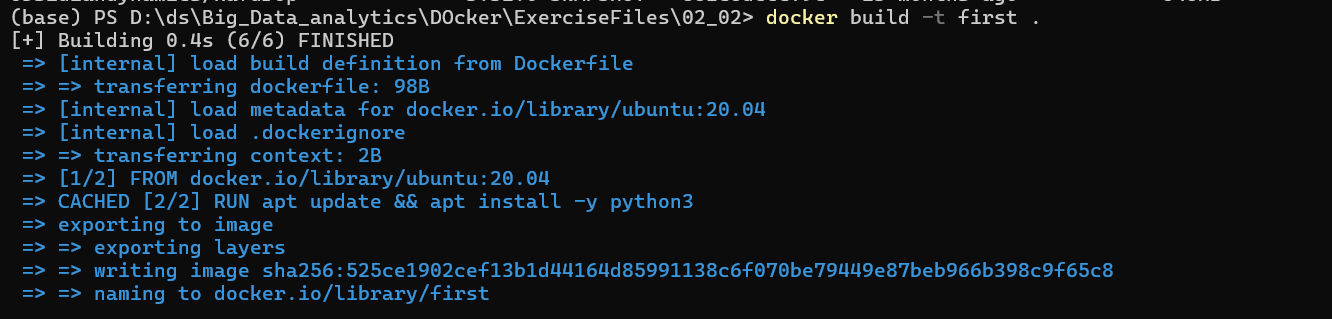 (base) PS D:\ds\Big_Data_analytics\DOcker\ExerciseFiles\02_02> docker build -t first .
[+] Building 0.4s (6/6) FINISHED
=> [internal] load build definition from Dockerfile
=> => transferring dockerfile: 98B
=> [internal] load metadata for docker.io/library/ubuntu:20.04
=> [internal] load .dockerignore
=> => transferring context: 2B
=> [1/2] FROM docker.io/library/ubuntu:20.04
=> CACHED [2/2] RUN apt update && apt install -y python3
=> exporting to image
=> => exporting layers
=> => writing image sha256:525ce1902cef13b1d44164d85991138c6f070be79449e87beb966b398c9f65c8
=> => naming to docker.io/library/first